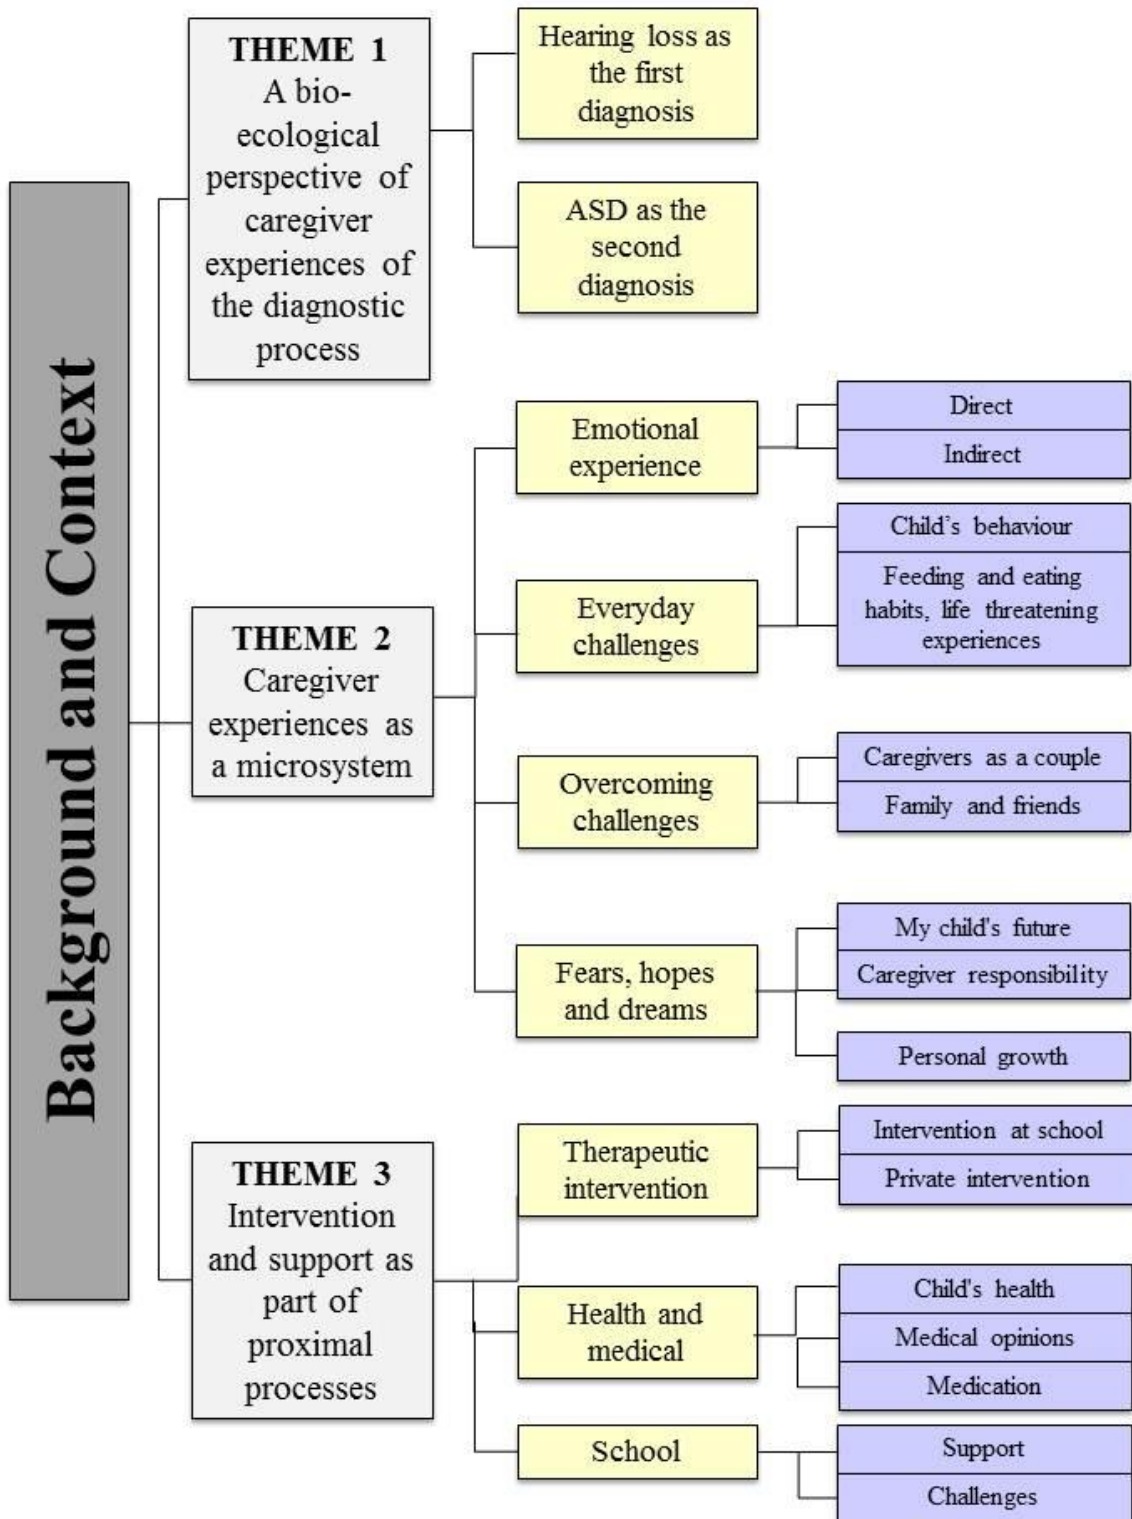 Background and Context
THEME 1
A bio-
ecological
perspective of
caregiver
experiences of
the diagnostic
process
Hearing loss as
the first
diagnosis
ASD as the
second
diagnosis
THEME 2
Caregiver
experiences as
a microsystem
Emotional
experience
Direct
Indirect
Everyday
challenges
Child’s behaviour
Feeding and eating
habits, life threatening
experiences
Overcoming
challenges
Caregivers as a couple
Family and friends
Fears, hopes
and dreams
My child's future
Caregiver responsibility
Personal growth
THEME 3
Intervention
and support as
part of
proximal
processes
Therapeutic
intervention
Intervention at school
Private intervention
Health and
medical
Child's health
Medical opinions
Medication
School
Support
Challenges